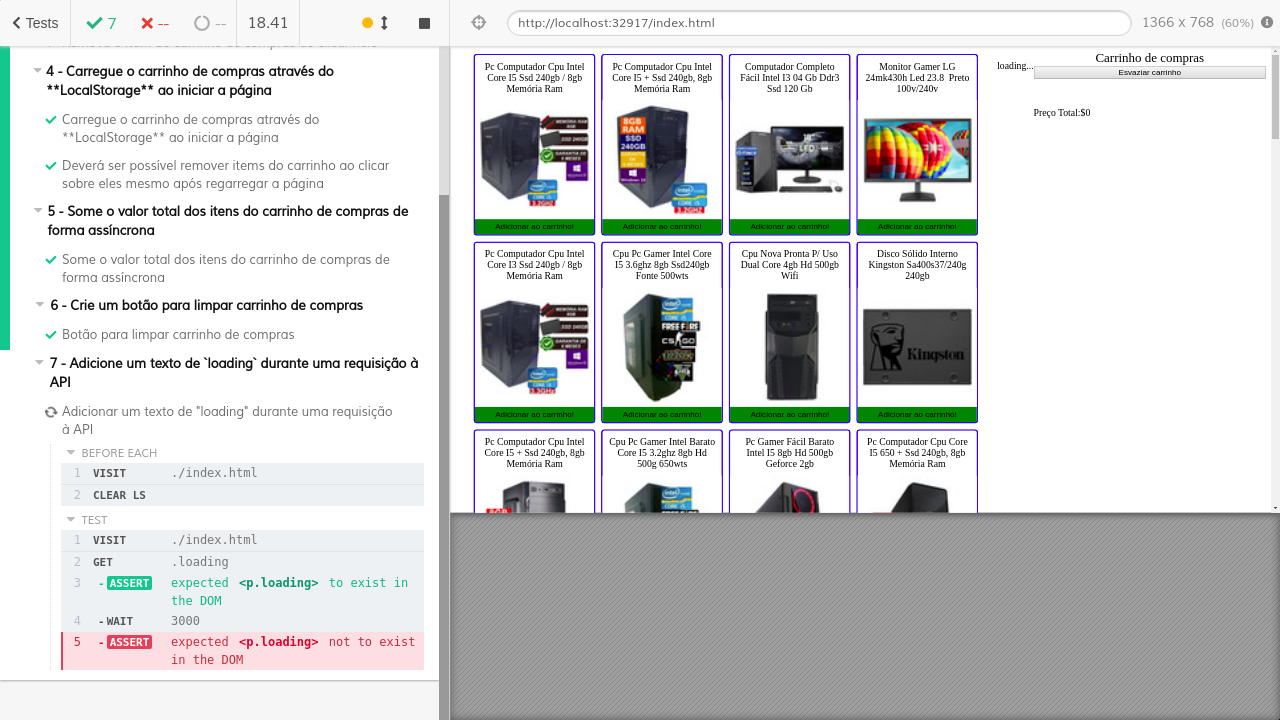 Tests
7
--
--
18.41
http://localhost:32917/index.html
1366 x 768 (60%)
4 - Carregue o carrinho de compras através do
**LocalStorage** ao iniciar a página
Carregue o carrinho de compras através do
**LocalStorage** ao iniciar a página
Deverá ser possível remover items do carrinho ao clicar
sobre eles mesmo após regarregar a página
5 - Some o valor total dos itens do carrinho de compras de
forma assíncrona
Some o valor total dos itens do carrinho de compras de
forma assíncrona
6 - Crie um botão para limpar carrinho de compras
Botão para limpar carrinho de compras
7 - Adicione um texto de `loading` durante uma requisição à
API
Adicionar um texto de "loading" durante uma requisição
à API
BEFORE EACH
1 VISIT ./index.html
2 CLEAR LS
TEST
1 VISIT ./index.html
2 GET .loading
3 -ASSERT expected <p.loading> to exist in
the DOM
4 -WAIT 3000
5 -ASSERT expected <p.loading> not to exist
in the DOM
Pc Computador Cpu Intel
Core I5 Ssd 240gb / 8gb
Memória Ram
Adicionar ao carrinho!
Pc Computador Cpu Intel
Core I5 + Ssd 240gb, 8gb
Memória Ram
8GB
RAM
SSD
240GB
Adicionar ao carrinho!
Computador Completo
Fácil Intel I3 04 Gb Ddr3
Ssd 120 Gb
Adicionar ao carrinho!
Monitor Gamer LG
24mk430h Led 23.8 Preto
100v/240v
Adicionar ao carrinho!
Pc Computador Cpu Intel
Core I3 Ssd 240gb / 8gb
Memória Ram
Adicionar ao carrinho!
Cpu Pc Gamer Intel Core
I5 3.6ghz 8gb Ssd240gb
Fonte 500wts
Adicionar ao carrinho!
Cpu Nova Pronta P/ Uso
Dual Core 4gb Hd 500gb
Wifi
Adicionar ao carrinho!
Disco Sólido Interno
Kingston Sa400s37/240g
240gb
Kingston
Adicionar ao carrinho!
Pc Computador Cpu Intel
Core I5 + Ssd 240gb, 8gb
Memória Ram
Cpu Pc Gamer Intel Barato
Core I5 3.2ghz 8gb Hd
500g 650wts
Pc Gamer Fácil Barato
Intel I5 8gb Hd 500gb
Geforce 2gb
Pc Computador Cpu Core
I5 650 + Ssd 240gb, 8gb
Memória Ram
loading...
Carrinho de compras
Esvaziar carrinho
Preço Total:$0